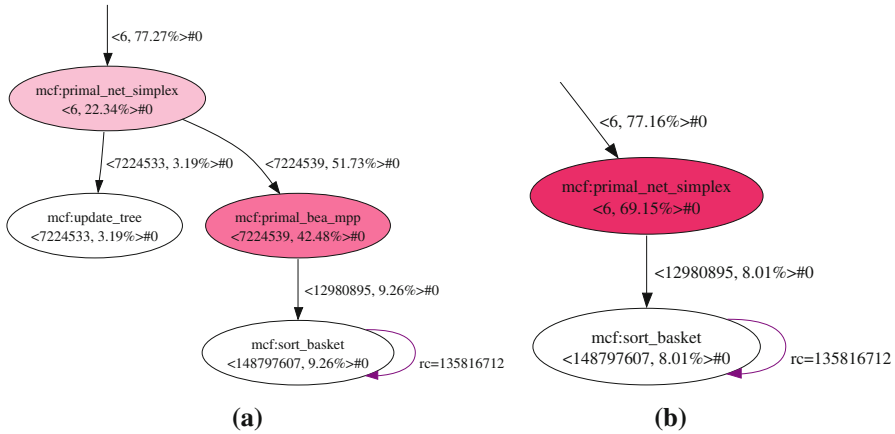 <6, 77.27%>#0
mcf:primal_net_simplex
<6, 22.34%>#0
<7224533, 3.19%>#0
<7224539, 51.73%>#0
mcf:update_tree
<7224533, 3.19%>#0
mcf:primal_bea_mpp
<7224539, 42.48%>#0
<12980895, 9.26%>#0
mcf:sort_basket
<148797607, 9.26%>#0
rc=135816712
(a)
<6, 77.16%>#0
mcf:primal_net_simplex
<6, 69.15%>#0
<12980895, 8.01%>#0
mcf:sort_basket
<148797607, 8.01%>#0
rc=135816712
(b)